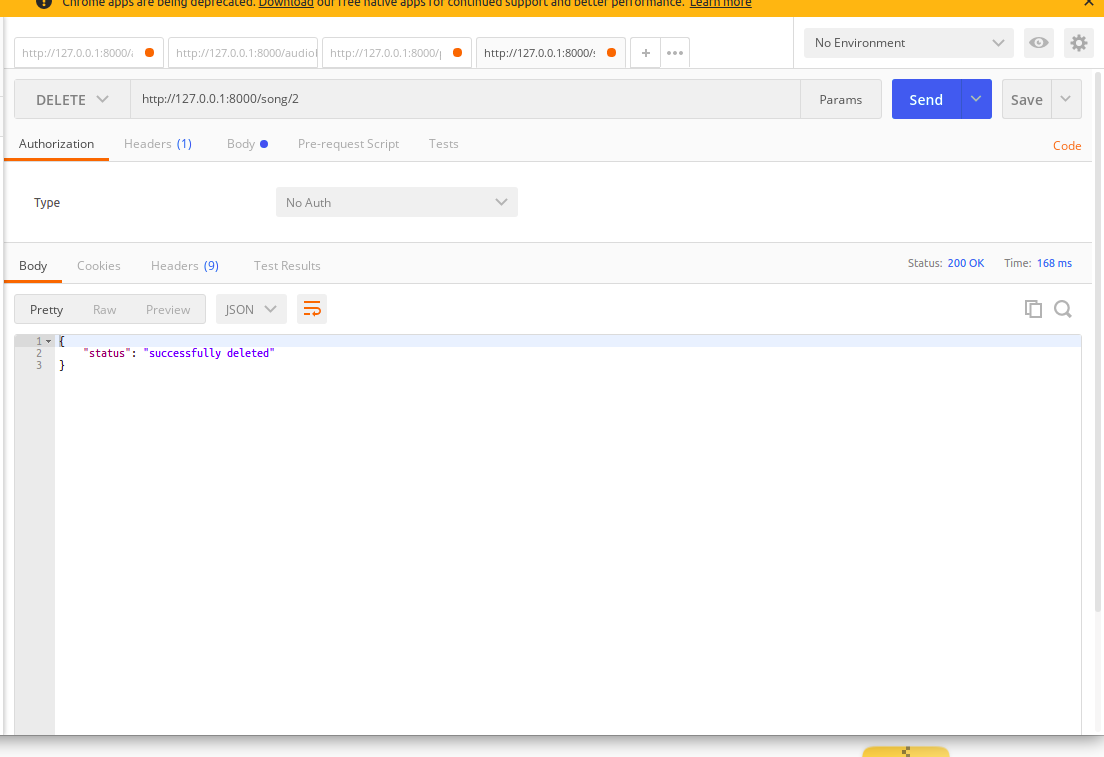 Chrome apps are being deprecated. Download our free native apps for continued support and better performance. Learn more
http://127.0.0.1:8000/ http://127.0.0.1:8000/audiol http://127.0.0.1:8000/ http://127.0.0.1:8000/s + ••• No Environment
DELETE http://127.0.0.1:8000/song/2 Params Send Save
Authorization Headers (1) Body Pre-request Script Tests Code
Type No Auth
Body Cookies Headers (9) Test Results Status: 200 OK Time: 168 ms
Pretty Raw Preview JSON
1 {
2 "status": "successfully deleted"
3 }